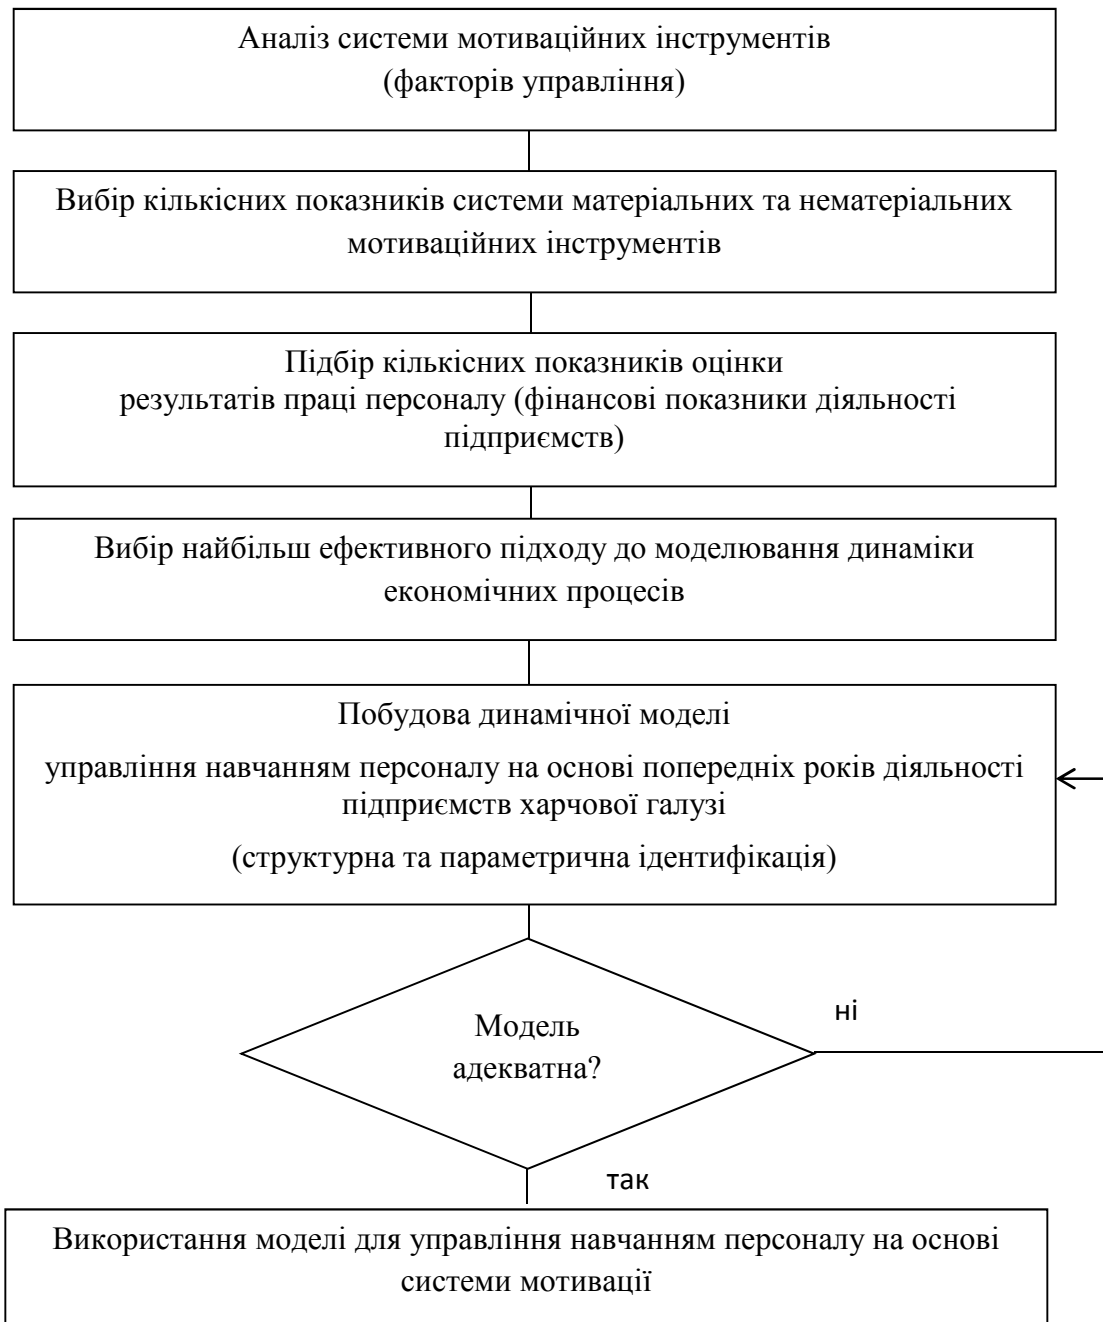 Аналіз системи мотиваційних інструментів
(факторів управління)
Вибір кількісних показників системи матеріальних та нематеріальних
мотиваційних інструментів
Підбір кількісних показників оцінки
результатів праці персоналу (фінансові показники діяльності
підприємств)
Вибір найбільш ефективного підходу до моделювання динаміки
економічних процесів
Побудова динамічної моделі
управління навчанням персоналу на основі попередніх років діяльності
підприємств харчової галузі
(структурна та параметрична ідентифікація)
ні
Модель
адекватна?
так
Використання моделі для управління навчанням персоналу на основі
системи мотивації